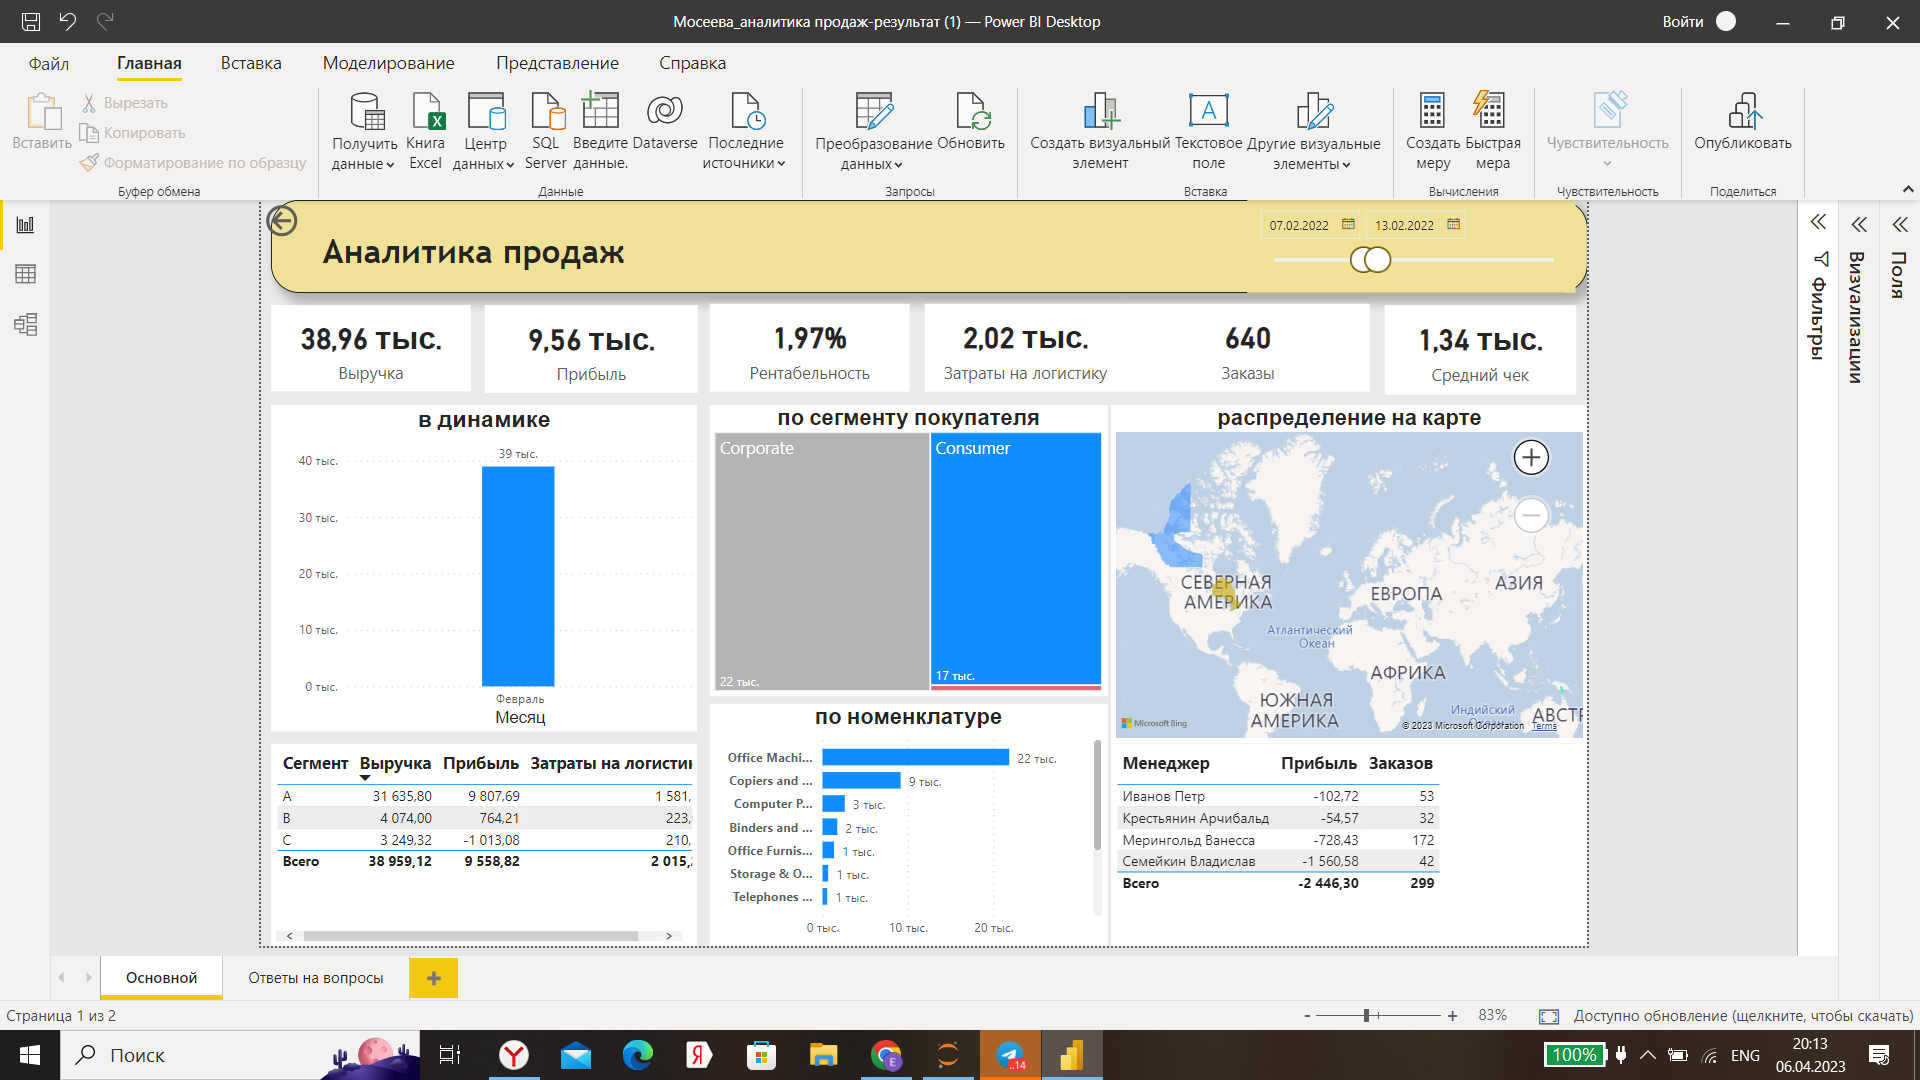 Мосеева_аналитика продаж-результат (1) — Power BI Desktop
Войти
Файл
Главная
Вставка
Моделирование
Представление
Справка
Вставить
Вырезать
Копировать
Форматирование по образцу
Буфер обмена
Получить данные
Книга Excel
Центр данных
SQL Server
Введите данные.
Dataverse
Последние источники
Данные
Преобразование данных
Обновить
Запросы
Создать визуальный элемент
Текстовое поле
Другие визуальные элементы
Вставка
Создать меру
Быстрая мера
Вычисления
Чувствительность
Чувствительность
Опубликовать
Поделиться
Аналитика продаж
07.02.2022
13.02.2022
38,96 тыс.
Выручка
9,56 тыс.
Прибыль
1,97%
Рентабельность
2,02 тыс.
Затраты на логистику
640
Заказы
1,34 тыс.
Средний чек
Фильтры
Визуализации
Поля
в динамике
39 тыс.
40 тыс.
30 тыс.
20 тыс.
10 тыс.
0 тыс.
Февраль
Месяц
по сегменту покупателя
Corporate
22 тыс.
Consumer
17 тыс.
распределение на карте
СЕВЕРНАЯ АМЕРИКА
ЕВРОПА
АЗИЯ
Атлантический Океан
АФРИКА
ЮЖНАЯ АМЕРИКА
Индийский
АВСТР
Microsoft Bing
© 2023 Microsoft Corporation Terms
Сегмент Выручка Прибыль Затраты на логистик
A 31 635,80 9 807,69 1 581,
B 4 074,00 764,21 223,
C 3 249,32 -1 013,08 210,
Всего 38 959,12 9 558,82 2 015,
по номенклатуре
Office Machi... 22 тыс.
Copiers and ... 9 тыс.
Computer P... 3 тыс.
Binders and ... 2 тыс.
Office Furnis... 1 тыс.
Storage & O... 1 тыс.
Telephones ... 1 тыс.
0 тыс. 10 тыс. 20 тыс.
Менеджер Прибыль Заказов
Иванов Петр -102,72 53
Крестьянин Арчибальд -54,57 32
Мерингольд Ванесса -728,43 172
Семейкин Владислав -1 560,58 42
Всего -2 446,30 299
Основной
Ответы на вопросы
Страница 1 из 2
83%
Доступно обновление (щелкните, чтобы скачать)
Поиск
..14
100%
ENG
20:13
06.04.2023